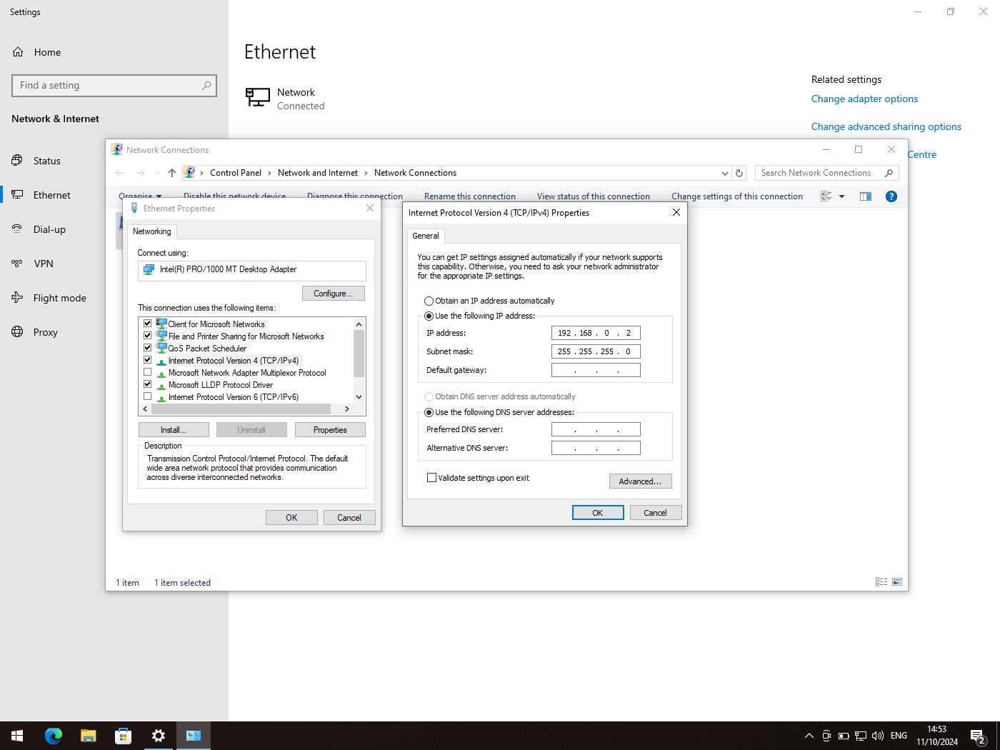 Settings
Home
Find a setting
Network & Internet
Status
Ethernet
Dial-up
VPN
Flight mode
Proxy
Ethernet
Network
Connected
Related settings
Change adapter options
Change advanced sharing options
Centre
Network Connections
Control Panel > Network and Internet > Network Connections
Search Network Connections
Organise
Disable this network device
Diagnose this connection
Rename this connection
View status of this connection
Change settings of this connection
Ethernet Properties
Networking
Connect using:
Intel(R) PRO/1000 MT Desktop Adapter
Configure...
This connection uses the following items:
Client for Microsoft Networks
File and Printer Sharing for Microsoft Networks
QoS Packet Scheduler
Internet Protocol Version 4 (TCP/IPv4)
Microsoft Network Adapter Multiplexor Protocol
Microsoft LLDP Protocol Driver
Internet Protocol Version 6 (TCP/IPv6)
Install...
Uninstall
Properties
Description
Transmission Control Protocol/Internet Protocol. The default
wide area network protocol that provides communication
across diverse interconnected networks.
OK
Cancel
Internet Protocol Version 4 (TCP/IPv4) Properties
General
You can get IP settings assigned automatically if your network supports
this capability. Otherwise, you need to ask your network administrator
for the appropriate IP settings.
Obtain an IP address automatically
Use the following IP address:
IP address:
192 . 168 . 0 . 2
Subnet mask:
255 . 255 . 255 . 0
Default gateway:
. . .
Obtain DNS server address automatically
Use the following DNS server addresses:
Preferred DNS server:
. . .
Alternative DNS server:
. . .
Validate settings upon exit
Advanced...
OK
Cancel
1 item
1 item selected
ENG
14:53
11/10/2024
2